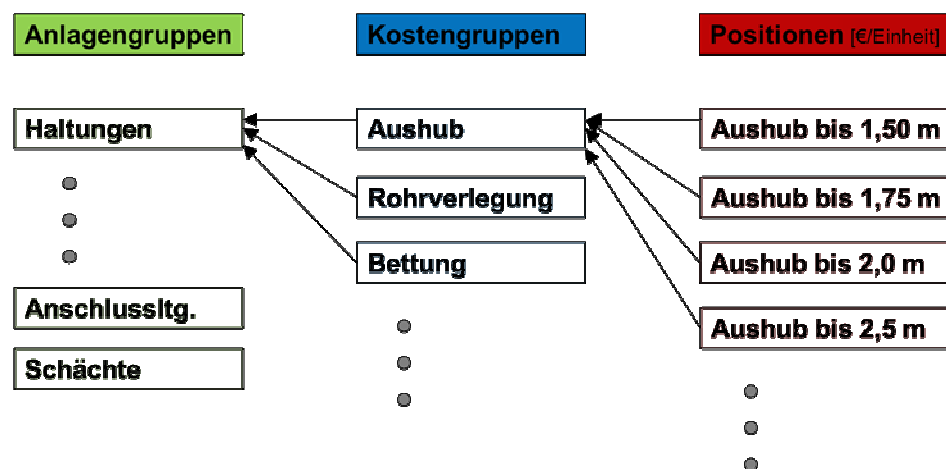 Anlagengruppen
Kostengruppen
Positionen [€/Einheit]
Haltungen
Aushub
Aushub bis 1,50 m
Rohrverlegung
Aushub bis 1,75 m
Bettung
Aushub bis 2,0 m
Anschlussltg.
Aushub bis 2,5 m
Schächte